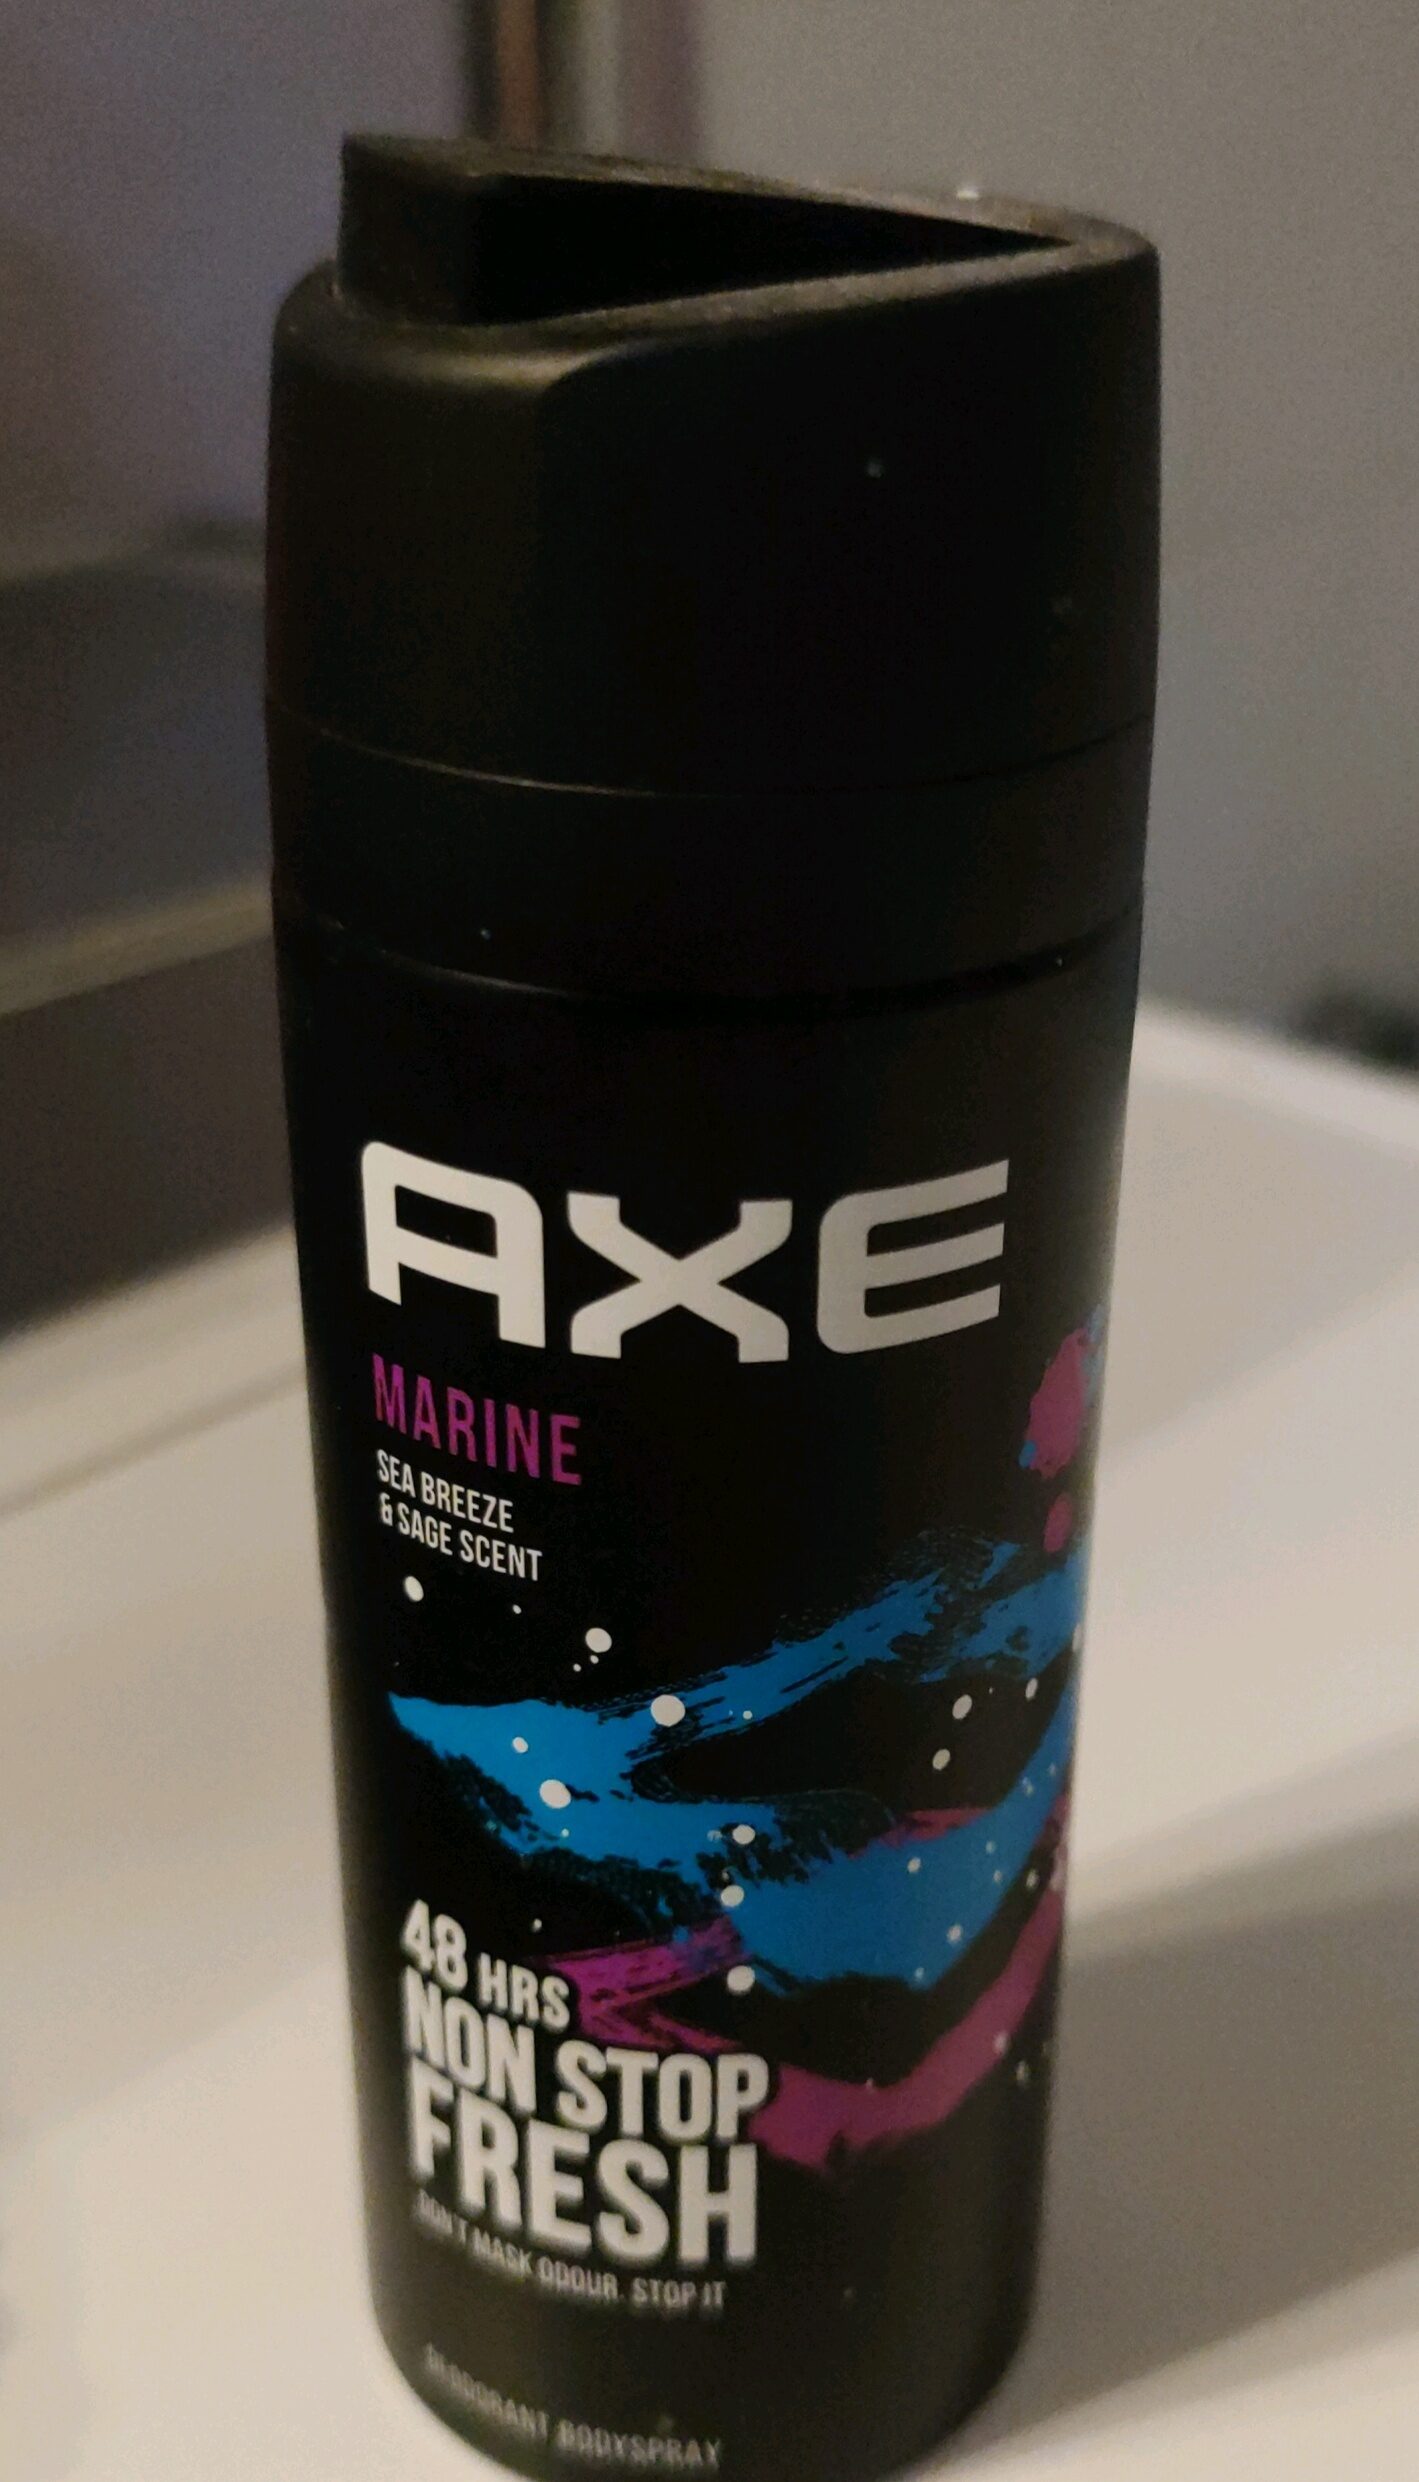 AXE
MARINE
SEA BREEZE
& SAGE SCENT
48 HRS
NON STOP
FRESH
DON'T MASK ODOUR. STOP IT
DEODORANT BODYSPRAY